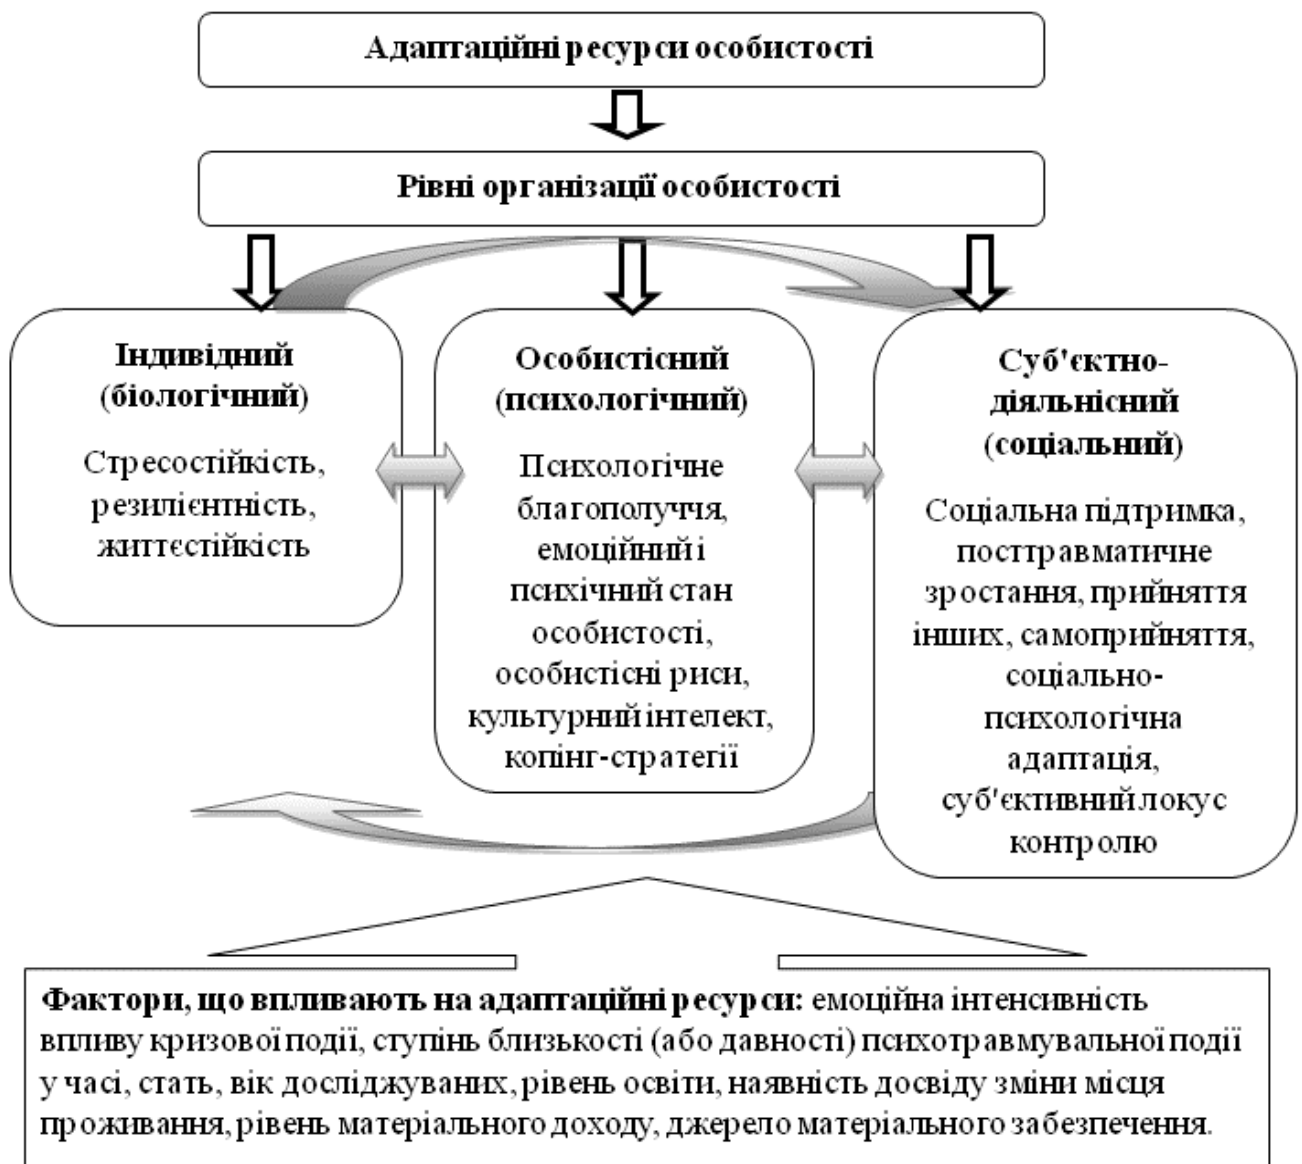 Адаптаційні ресурси особистості
Рівні організації особистості
Індивідний
(біологічний)
Стресостійкість,
резилієнтність,
життєстійкість
Особистісний
(психологічний)
Психологічне
благополуччя,
емоційний і
психічний стан
особистості,
особистісні риси,
культурний інтелект,
копінг-стратегії
Суб'єктно-
діяльнісний
(соціальний)
Соціальна підтримка,
посттравматичне
зростання, прийняття
інших, самоприйняття,
соціально-
психологічна
адаптація,
суб'єктивний локус
контролю
Фактори, що впливають на адаптаційні ресурси: емоційна інтенсивність
впливу кризової події, ступінь близькості (або давності) психотравмувальної події
у часі, стать, вік досліджуваних, рівень освіти, наявність досвіду зміни місця
проживання, рівень матеріального доходу, джерело матеріального забезпечення.